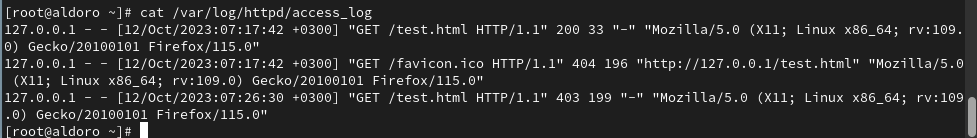 [root@aldoro ~]# cat /var/log/httpd/access_log
127.0.0.1 - - [12/Oct/2023:07:17:42 +0300] "GET /test.html HTTP/1.1" 200 33 "-" "Mozilla/5.0 (X11; Linux x86_64; rv:109.
0) Gecko/20100101 Firefox/115.0"
127.0.0.1 - - [12/Oct/2023:07:17:42 +0300] "GET /favicon.ico HTTP/1.1" 404 196 "http://127.0.0.1/test.html" "Mozilla/5.0
 (X11; Linux x86_64; rv:109.0) Gecko/20100101 Firefox/115.0"
127.0.0.1 - - [12/Oct/2023:07:26:30 +0300] "GET /test.html HTTP/1.1" 403 199 "-" "Mozilla/5.0 (X11; Linux x86_64; rv:109
.0) Gecko/20100101 Firefox/115.0"
[root@aldoro ~]#